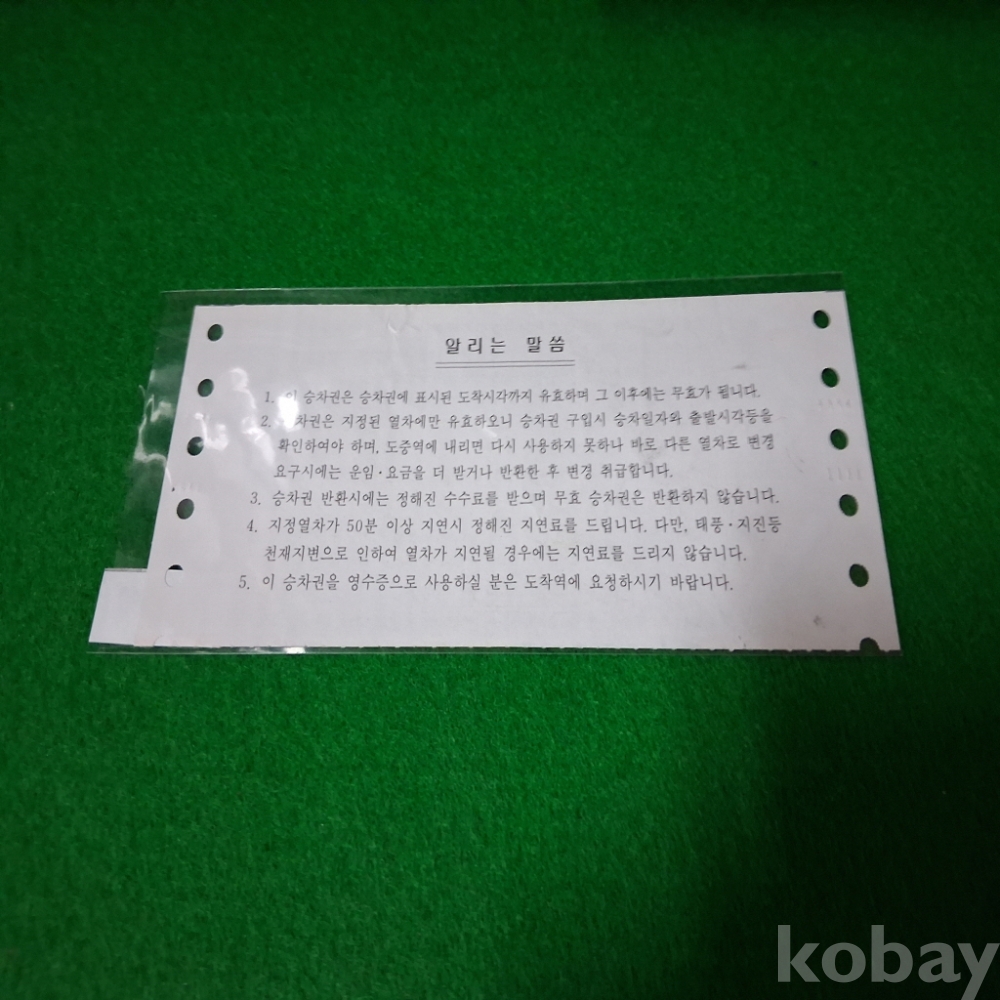 알리는 말씀
1. 이 승차권은 승차권에 표시된 도착시각까지 유효하며 그 이후에는 무효가 됩니다.
2. 차권은 지정된 열차에만 유효하오니 승차권 구입시 승차일자와 출발시각등을
확인하여야 하며, 도중역에 내리면 다시 사용하지 못하나 바로 다른 열차로 변경
요구시에는 운임·요금을 더 받거나 반환한 후 변경 취급합니다.
3. 승차권 반환시에는 정해진 수수료를 받으며 무효 승차권은 반환하지 않습니다.
4. 지정열차가 50분 이상 지연시 정해진 지연료를 드립니다. 다만, 태풍·지진등
천재지변으로 인하여 열차가 지연될 경우에는 지연료를 드리지 않습니다.
5. 이 승차권을 영수증으로 사용하실 분은 도착역에 요청하시기 바랍니다.
kobay